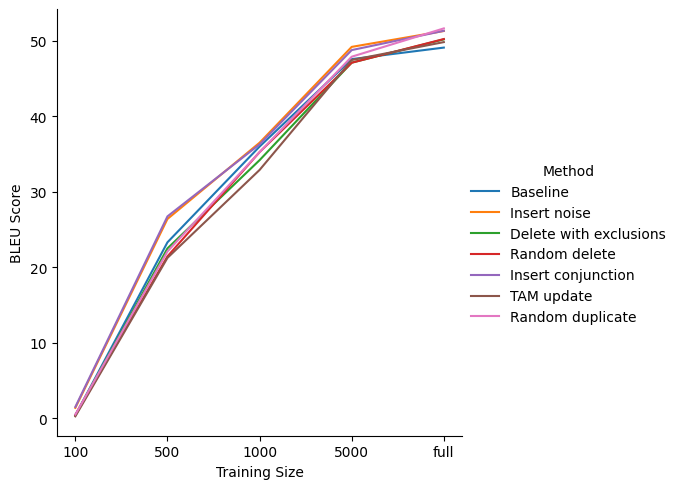 50
40
30
20
10
0
BLEU Score
100 500 1000 5000 full
Training Size
Method
Baseline
Insert noise
Delete with exclusions
Random delete
Insert conjunction
TAM update
Random duplicate